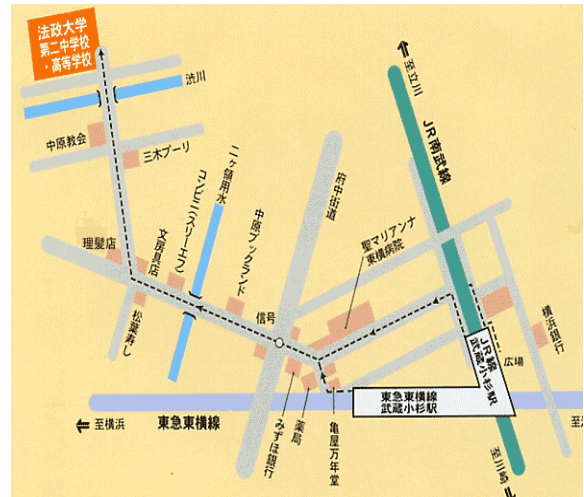 法政大学
第二中学校
・高等学校
渋川
中原教会
三木プーリ
二ヶ領用水
コンビニ(スリーエフ)
文房具店
理髪店
松葉寿し
中原ブックランド
信号
府中街道
聖マリアンナ
東横病院
至立川
JR南武線
横浜銀行
広場
JR線
武蔵小杉駅
東急東横線
武蔵小杉駅
亀屋万年堂
薬局
みずほ銀行
東急東横線
至横浜
至川崎
至